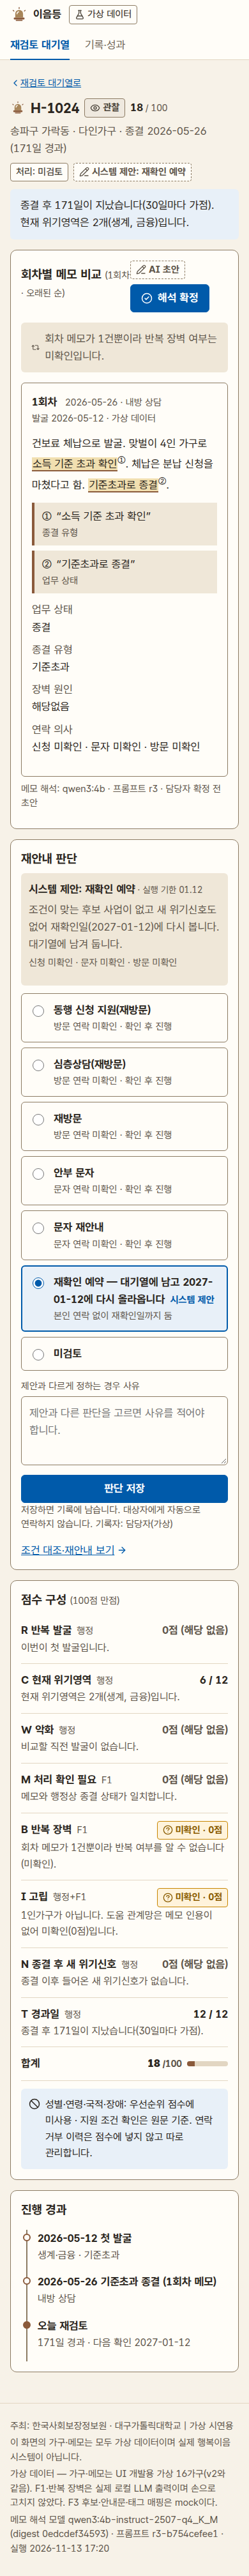 이음등 가상 데이터
재검토 대기열 기록·성과
재검토 대기열로
H-1024 관찰 18 / 100
송파구 가락동 · 다인가구 · 종결 2026-05-26
(171일 경과)
처리: 미검토 시스템 제안: 재확인 예약
종결 후 171일이 지났습니다(30일마다 가점).
현재 위기영역은 2개(생계, 금융)입니다.
회차별 메모 비교 (1회차
· 오래된 순)
AI 초안
해석 확정
회차 메모가 1건뿐이라 반복 장벽 여부는
미확인입니다.
1회차 2026-05-26 · 내방 상담
발굴 2026-05-12 · 가상 데이터
건보료 체납으로 발굴. 맞벌이 4인 가구로
소득 기준 초과 확인①. 체납은 분납 신청을
마쳤다고 함. 기준초과로 종결②.
① “소득 기준 초과 확인”
종결 유형
② “기준초과로 종결”
업무 상태
업무 상태
종결
종결 유형
기준초과
장벽 원인
해당없음
연락 의사
신청 미확인 · 문자 미확인 · 방문 미확인
메모 해석: qwen3:4b · 프롬프트 r3 · 담당자 확정 전
초안
재안내 판단
시스템 제안: 재확인 예약 · 실행 기한 01.12
조건이 맞는 후보 사업이 없고 새 위기신호도
없어 재확인일(2027-01-12)에 다시 봅니다.
대기열에 남겨 둡니다.
신청 미확인 · 문자 미확인 · 방문 미확인
동행 신청 지원(재방문)
방문 연락 미확인 · 확인 후 진행
심층상담(재방문)
방문 연락 미확인 · 확인 후 진행
재방문
방문 연락 미확인 · 확인 후 진행
안부 문자
문자 연락 미확인 · 확인 후 진행
문자 재안내
문자 연락 미확인 · 확인 후 진행
재확인 예약 — 대기열에 남고 2027-
01-12에 다시 올라옵니다 시스템 제안
본인 연락 없이 재확인일까지 둠
미검토
제안과 다르게 정하는 경우 사유
제안과 다른 판단을 고르면 사유를 적어야
합니다.
판단 저장
저장하면 기록에 남습니다. 대상자에게 자동으로
연락하지 않습니다. 기록자: 담당자(가상)
조건 대조·재안내 보기 →
점수 구성 (100점 만점)
R 반복 발굴 행정 0점 (해당 없음)
이번이 첫 발굴입니다.
C 현재 위기영역 행정 6 / 12
현재 위기영역은 2개(생계, 금융)입니다.
W 악화 행정 0점 (해당 없음)
비교할 직전 발굴이 없습니다.
M 처리 확인 필요 F1 0점 (해당 없음)
메모와 행정상 종결 상태가 일치합니다.
B 반복 장벽 F1 미확인 · 0점
회차 메모가 1건뿐이라 반복 여부를 알 수 없습니다
(미확인).
I 고립 행정+F1 미확인 · 0점
1인가구가 아닙니다. 도움 관계망은 메모 인용이
없어 미확인(0점)입니다.
N 종결 후 새 위기신호 행정 0점 (해당 없음)
종결 이후 들어온 새 위기신호가 없습니다.
T 경과일 행정 12 / 12
종결 후 171일이 지났습니다(30일마다 가점).
합계 18 /100
성별·연령·국적·장애: 우선순위 점수에
미사용 · 지원 조건 확인은 원문 기준. 연락
거부 이력은 점수에 넣지 않고 따로
관리합니다.
진행 경과
2026-05-12 첫 발굴
생계·금융 · 기준초과
2026-05-26 기준초과 종결 (1회차 메모)
내방 상담
오늘 재검토
171일 경과 · 다음 확인 2027-01-12
주최: 한국사회보장정보원 · 대구가톨릭대학교 | 가상 시연용
이 화면의 가구·메모는 모두 가상 데이터이며 실제 행복이음
시스템이 아닙니다.
가상 데이터 — 가구·메모는 UI 개발용 가상 16가구(v2와
같음). F1·반복 장벽은 실제 로컬 LLM 출력이며 손으로
고치지 않았다. F3 후보·안내문·태그 매핑은 mock이다.
메모 해석 모델 qwen3:4b-instruct-2507-q4_K_M
(digest 0edcdef34593) · 프롬프트 r3-b754cefee1 ·
실행 2026-11-13 17:20